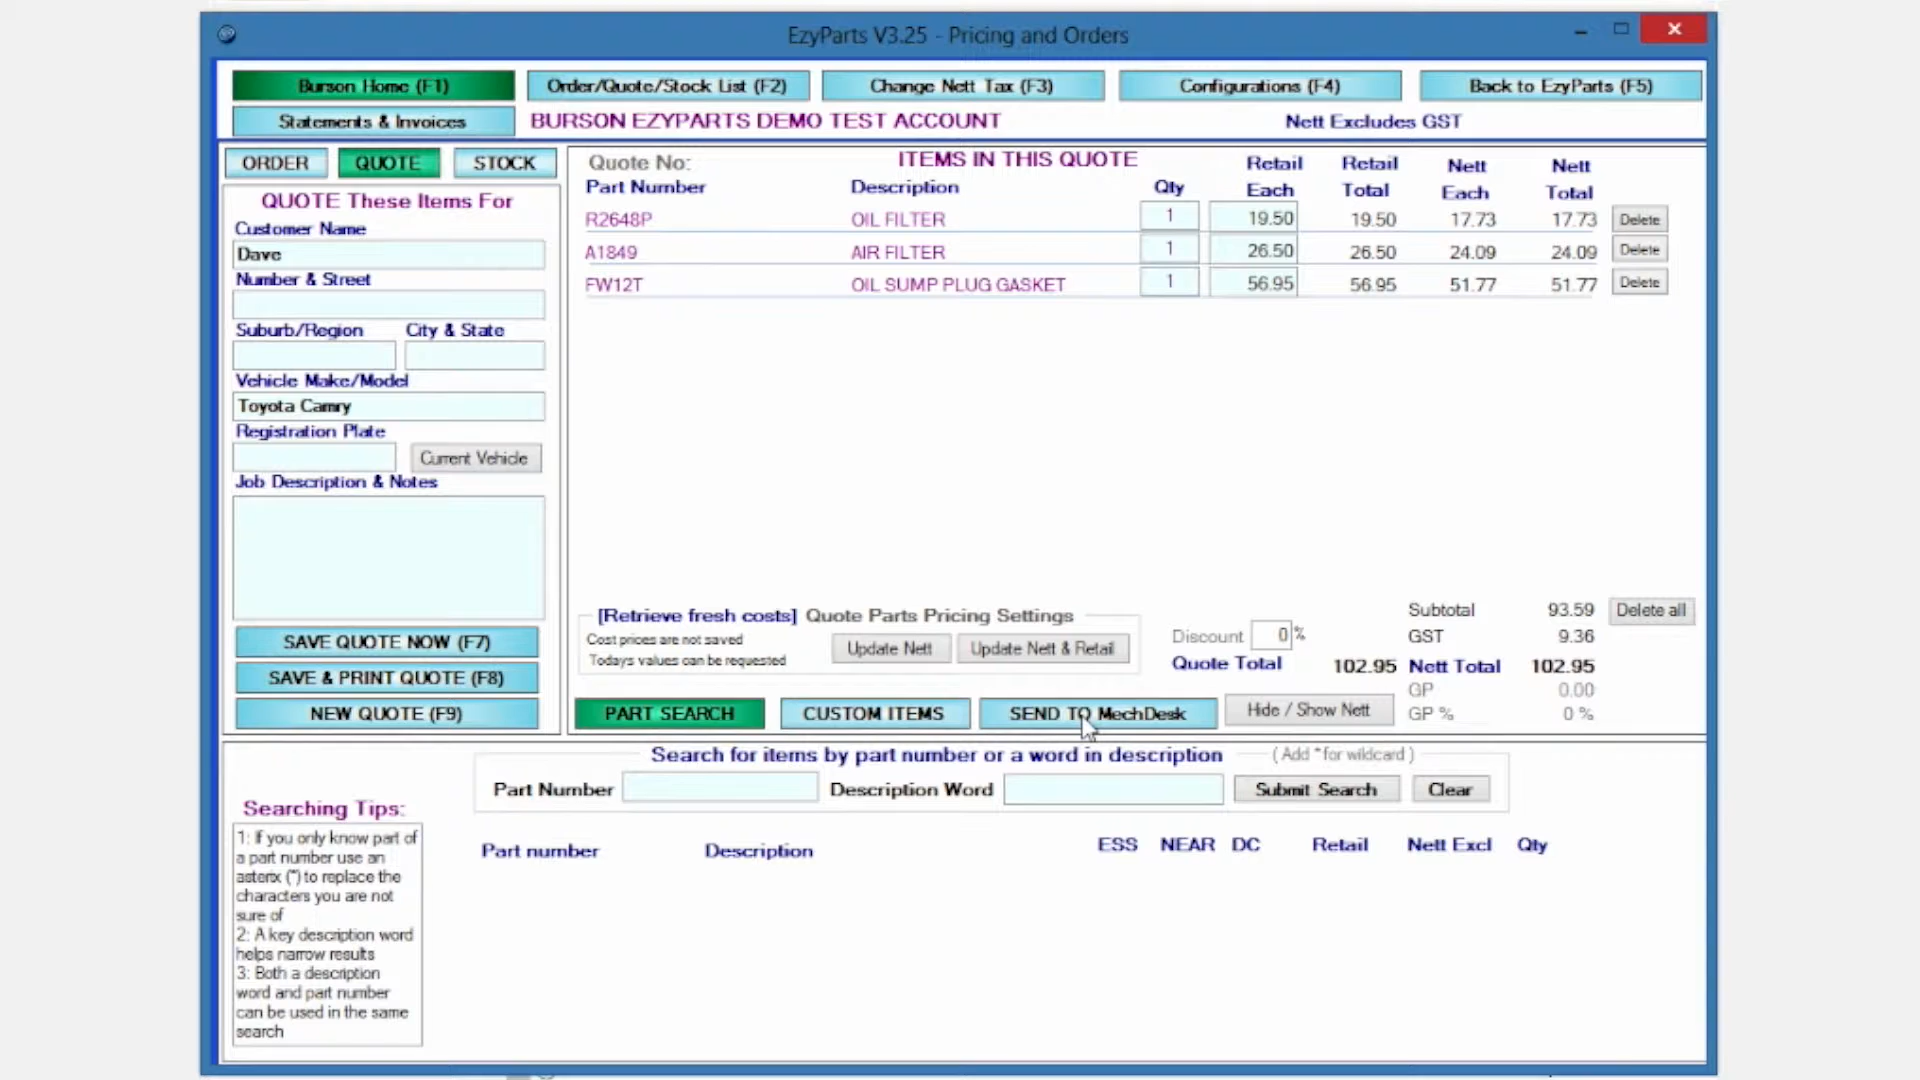 EzyParts V3.25 - Pricing and Orders
Burson Home (F1)
Order/Quote/Stock List (F2)
Change Nett Tax (F3)
Configurations (F4)
Back to EzyParts (F5)
Statements & Invoices
BURSON EZYPARTS DEMO TEST ACCOUNT
Nett Excludes GST
ORDER
QUOTE
STOCK
QUOTE These Items For
Customer Name
Dave
Number & Street
Suburb/Region City & State
Vehicle Make/Model
Toyota Camry
Registration Plate
Current Vehicle
Job Description & Notes
SAVE QUOTE NOW (F7)
SAVE & PRINT QUOTE (F8)
NEW QUOTE (F9)
Quote No: ITEMS IN THIS QUOTE
Part Number Description Qty Retail Each Retail Total Nett Each Nett Total
R2648P OIL FILTER 1 19.50 19.50 17.73 17.73 Delete
A1849 AIR FILTER 1 26.50 26.50 24.09 24.09 Delete
FW12T OIL SUMP PLUG GASKET 1 56.95 56.95 51.77 51.77 Delete
[Retrieve fresh costs] Quote Parts Pricing Settings
Cost prices are not saved
Todays values can be requested
Update Nett
Update Nett & Retail
Discount 0 %
Quote Total 102.95
Subtotal 93.59 Delete all
GST 9.36
Nett Total 102.95
GP 0.00
GP % 0 %
PART SEARCH
CUSTOM ITEMS
SEND TO MechDesk
Hide / Show Nett
Search for items by part number or a word in description ( Add * for wildcard )
Part Number Description Word Submit Search Clear
Part number Description ESS NEAR DC Retail Nett Excl Qty
Searching Tips:
1: If you only know part of
a part number use an
asterix (*) to replace the
characters you are not
sure of
2: A key description word
helps narrow results
3: Both a description
word and part number
can be used in the same
search